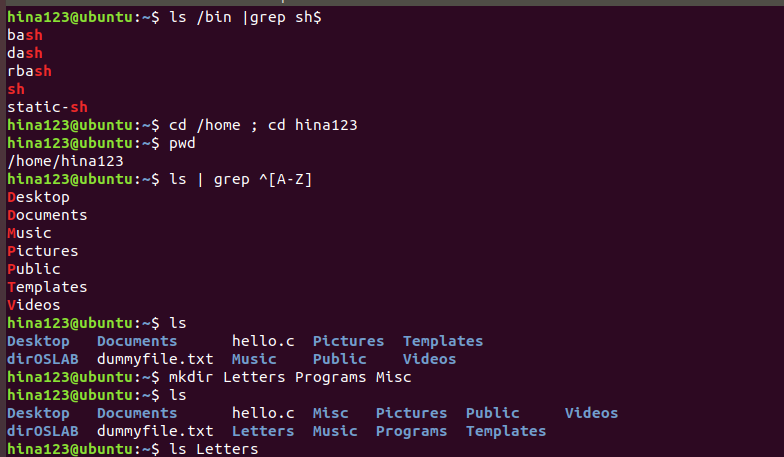 hina123@ubuntu:~$ ls /bin |grep sh$
bash
dash
rbash
sh
static-sh
hina123@ubuntu:~$ cd /home ; cd hina123
hina123@ubuntu:~$ pwd
/home/hina123
hina123@ubuntu:~$ ls | grep ^[A-Z]
Desktop
Documents
Music
Pictures
Public
Templates
Videos
hina123@ubuntu:~$ ls
Desktop   Documents      hello.c  Pictures  Templates
dirOSLAB  dummyfile.txt  Music    Public    Videos
hina123@ubuntu:~$ mkdir Letters Programs Misc
hina123@ubuntu:~$ ls
Desktop   Documents      hello.c  Misc   Pictures  Public     Videos
dirOSLAB  dummyfile.txt  Letters  Music  Programs  Templates
hina123@ubuntu:~$ ls Letters